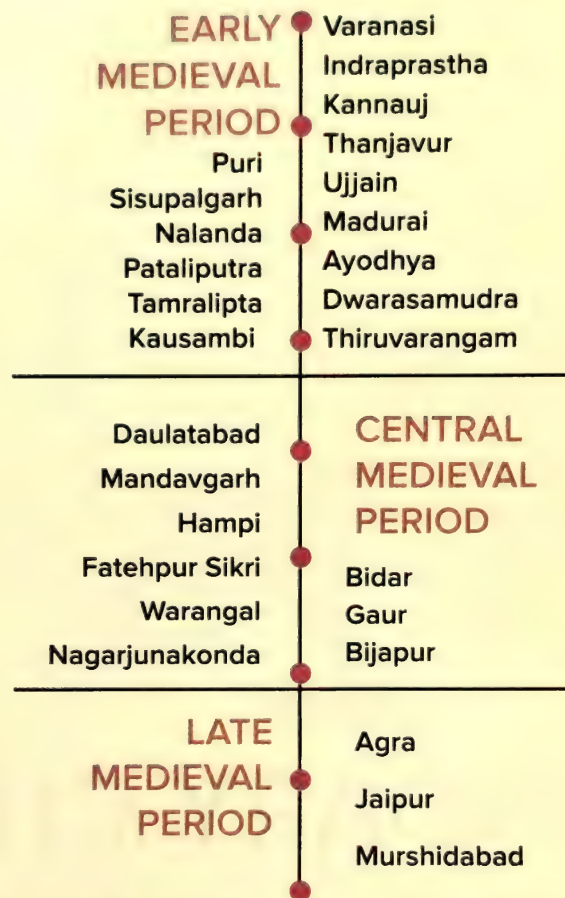 EARLY
MEDIEVAL
PERIOD
Puri
Sisupalgarh
Nalanda
Pataliputra
Tamralipta
Kausambi
Varanasi
Indraprastha
Kannauj
Thanjavur
Ujjain
Madurai
Ayodhya
Dwarasamudra
Thiruvarangam
Daulatabad
Mandavgarh
Hampi
Fatehpur Sikri
Warangal
Nagarjunakonda
CENTRAL
MEDIEVAL
PERIOD
Bidar
Gaur
Bijapur
LATE
MEDIEVAL
PERIOD
Agra
Jaipur
Murshidabad